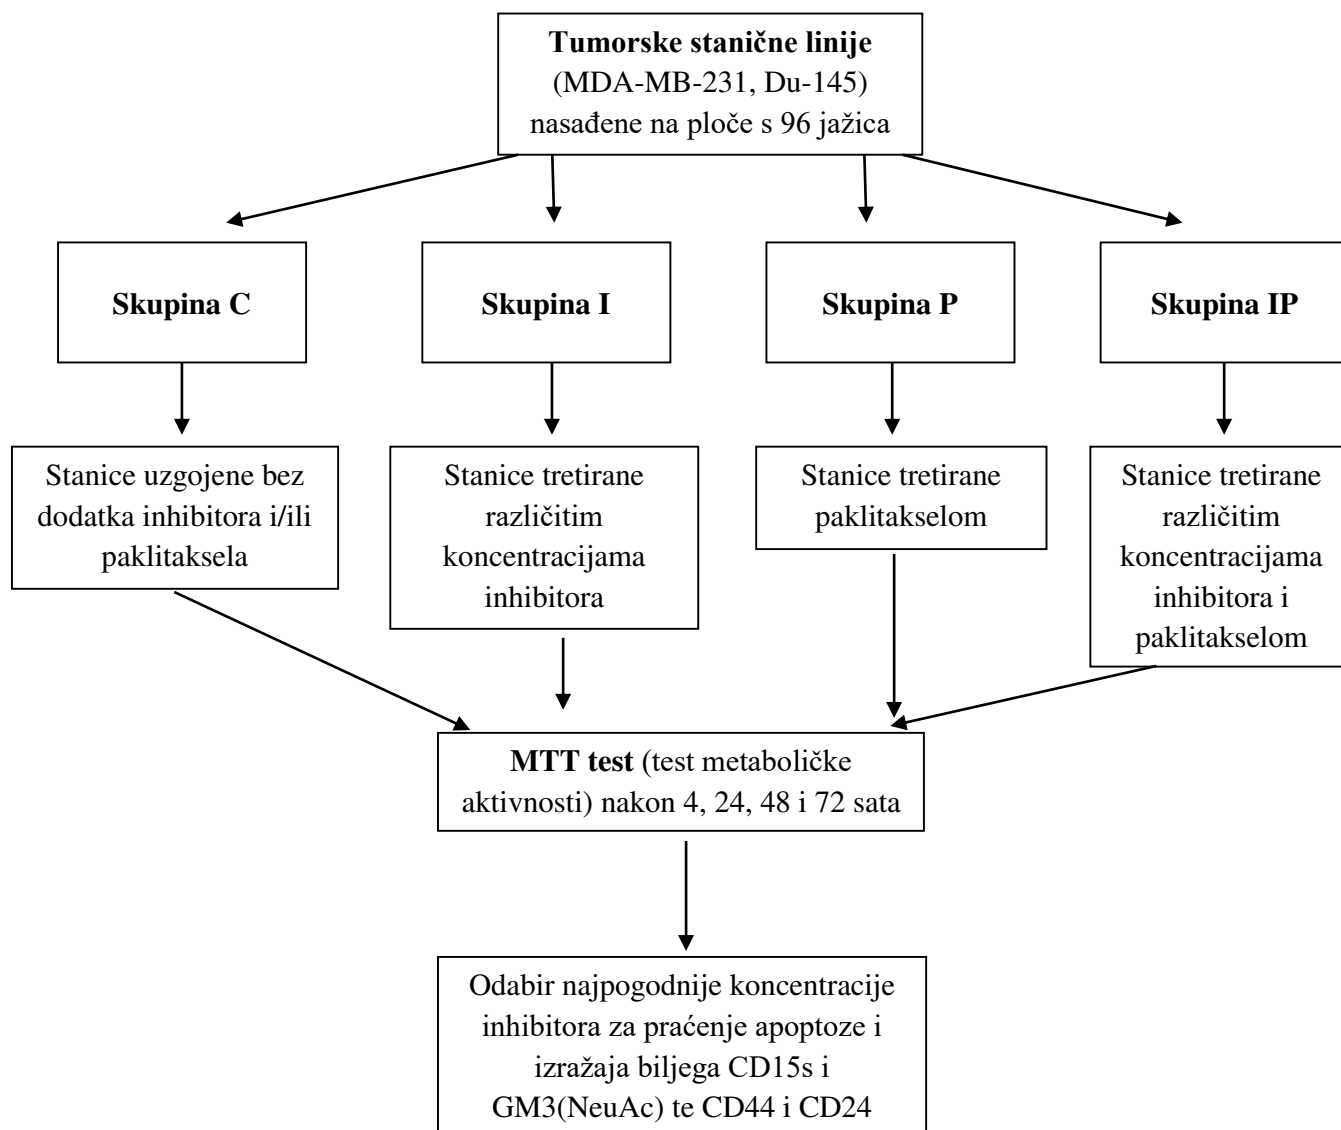 Tumorske stanične linije
(MDA-MB-231, Du-145)
nasađene na ploče s 96 jažica
Skupina C
Skupina I
Skupina P
Skupina IP
Stanice uzgojene bez
dodatka inhibitora i/ili
paklitaksela
Stanice tretirane
različitim
koncentracijama
inhibitora
Stanice tretirane
paklitakselom
Stanice tretirane
različitim
koncentracijama
inhibitora i
paklitakselom
MTT test (test metaboličke
aktivnosti) nakon 4, 24, 48 i 72 sata
Odabir najpogodnije koncentracije
inhibitora za praćenje apoptoze i
izražaja biljega CD15s i
GM3(NeuAc) te CD44 i CD24